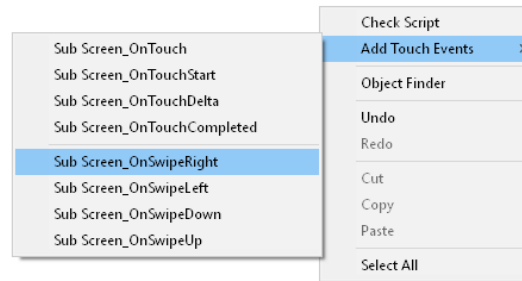 Check Script
Add Touch Events
Object Finder
Undo
Redo
Cut
Copy
Paste
Select All
Sub Screen_OnTouch
Sub Screen_OnTouchStart
Sub Screen_OnTouchDelta
Sub Screen_OnTouchCompleted
Sub Screen_OnSwipeRight
Sub Screen_OnSwipeLeft
Sub Screen_OnSwipeDown
Sub Screen_OnSwipeUp